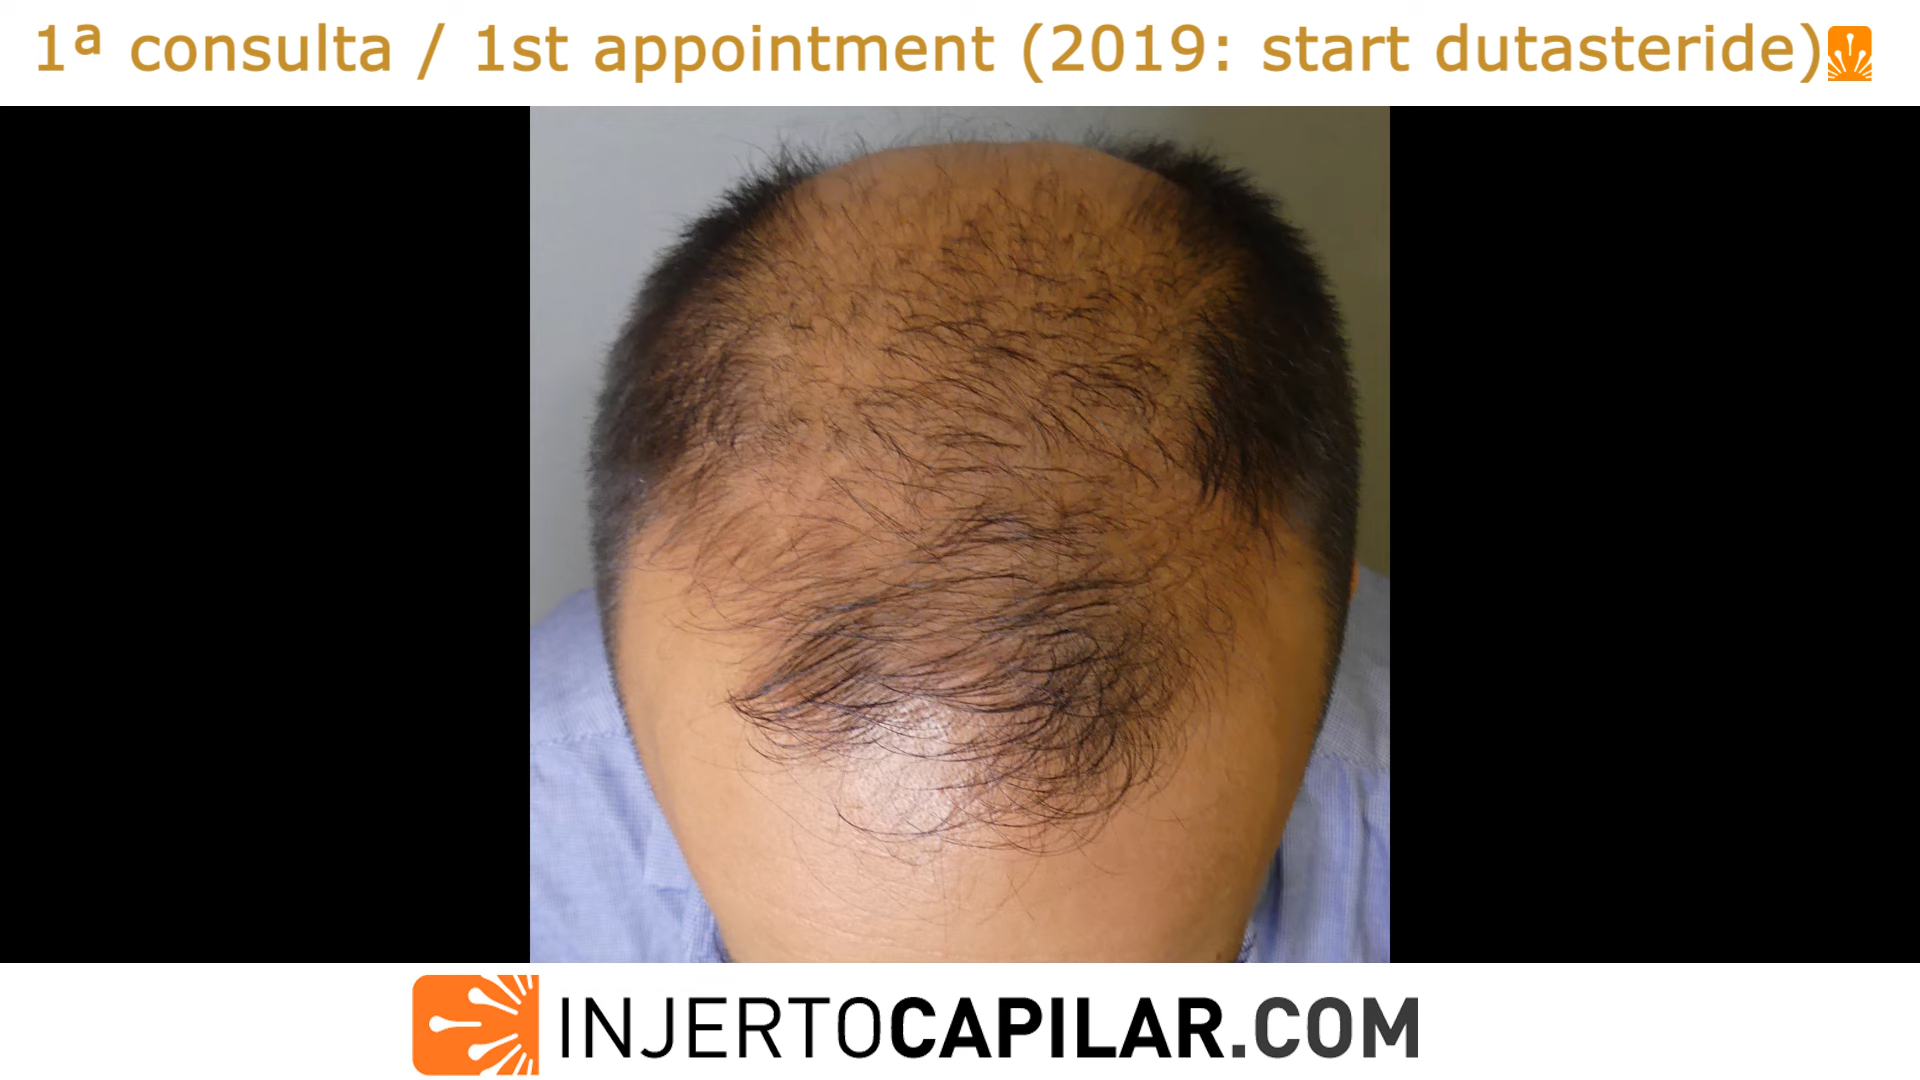 1ª consulta / 1st appointment (2019: start dutasteride)
INJERTOCAPILAR.COM